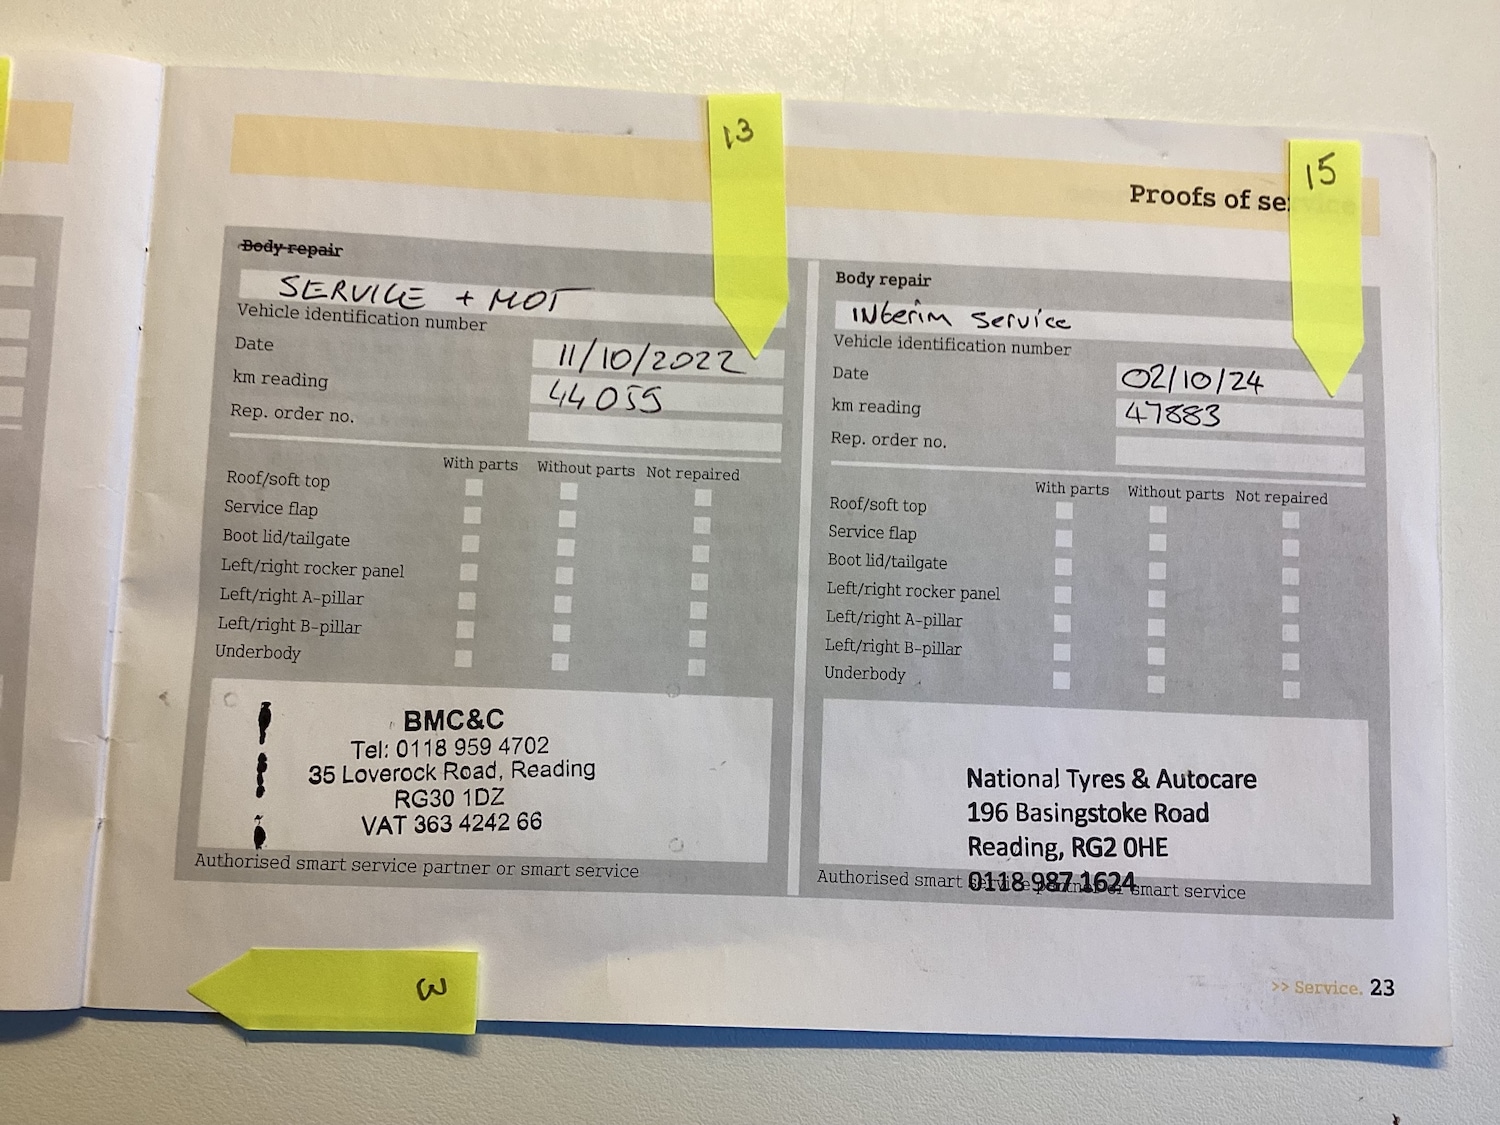 13
15
Proofs of service
Body repair
SERVICE + MOT
Vehicle identification number
Date 11/10/2022
km reading 44055
Rep. order no.
With parts Without parts Not repaired
Roof/soft top
Service flap
Boot lid/tailgate
Left/right rocker panel
Left/right A-pillar
Left/right B-pillar
Underbody
BMC&C
Tel: 0118 959 4702
35 Loverock Road, Reading
RG30 1DZ
VAT 363 4242 66
Authorised smart service partner or smart service
Body repair
INterim service
Vehicle identification number
Date 02/10/24
km reading 47883
Rep. order no.
With parts Without parts Not repaired
Roof/soft top
Service flap
Boot lid/tailgate
Left/right rocker panel
Left/right A-pillar
Left/right B-pillar
Underbody
National Tyres & Autocare
196 Basingstoke Road
Reading, RG2 0HE
0118 987 1624
Authorised smart service partner or smart service
3
>> Service. 23